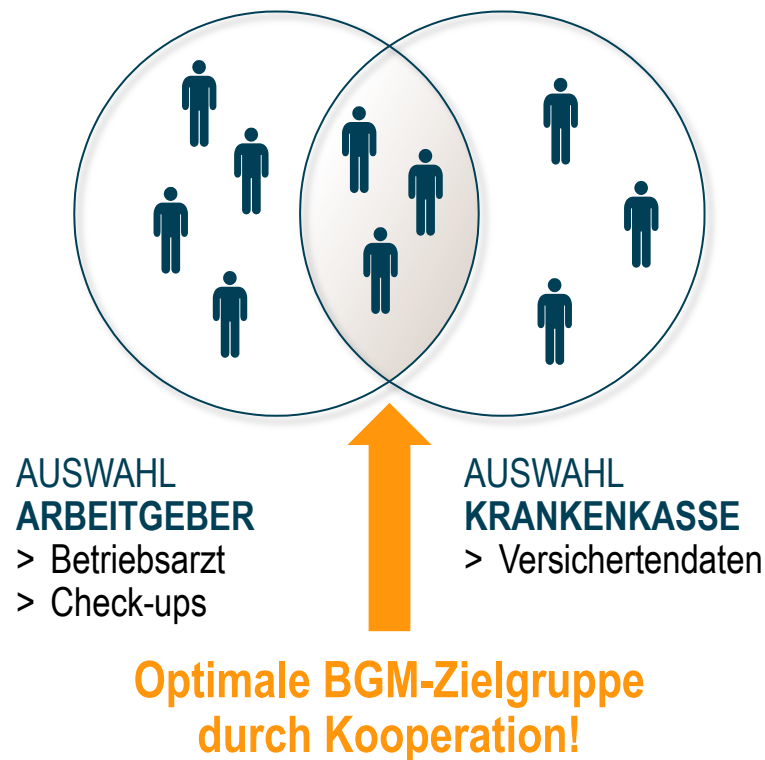 AUSWAHL
ARBEITGEBER
> Betriebsarzt
> Check-ups
AUSWAHL
KRANKENKASSE
> Versichertendaten
Optimale BGM-Zielgruppe
durch Kooperation!